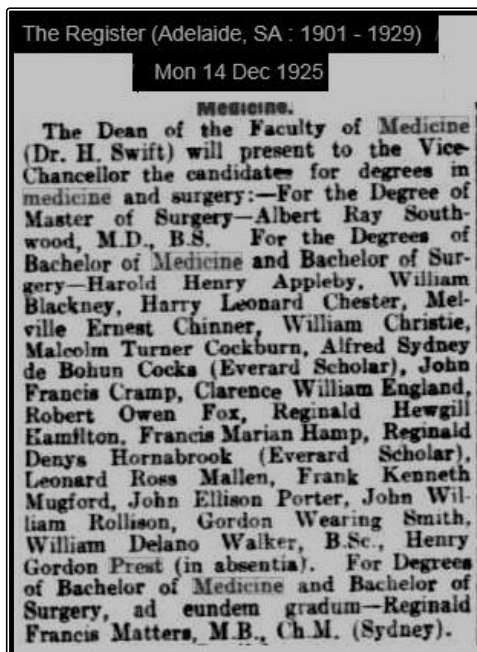 The Register (Adelaide, SA : 1901 - 1929)
Mon 14 Dec 1925
Medicine.
The Dean of the Faculty of Medicine
(Dr. H. Swift) will present to the Vice-
Chancellor the candidates for degrees in
medicine and surgery:—For the Degree of
Master of Surgery—Albert Ray South-
wood, M.D., B.S. For the Degrees of
Bachelor of Medicine and Bachelor of Sur-
gery—Harold Henry Appleby, William
Blackney, Harry Leonard Chester, Mel-
ville Ernest Chinner, William Christie,
Malcolm Turner Cockburn, Alfred Sydney
de Bohun Cocks (Everard Scholar), John
Francis Cramp, Clarence William England,
Robert Owen Fox, Reginald Hewgill
Hamilton, Francis Marian Hamp, Reginald
Denys Hornabrook (Everard Scholar),
Leonard Ross Mallen, Frank Kenneth
Mugford, John Ellison Porter, John Wil-
liam Rollison, Gordon Wearing Smith,
William Delano Walker, B.Sc., Henry
Gordon Prest (in absentia). For Degrees
of Bachelor of Medicine and Bachelor of
Surgery, ad eundem gradum—Reginald
Francis Matters, M.B., Ch.M. (Sydney).